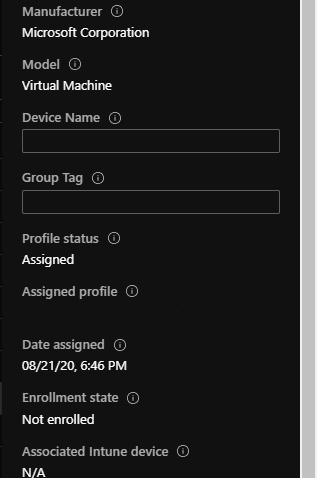 Manufacturer
Microsoft Corporation
Model
Virtual Machine
Device Name
Group Tag
Profile status
Assigned
Assigned profile
Date assigned
08/21/20, 6:46 PM
Enrollment state
Not enrolled
Associated Intune device
N/A